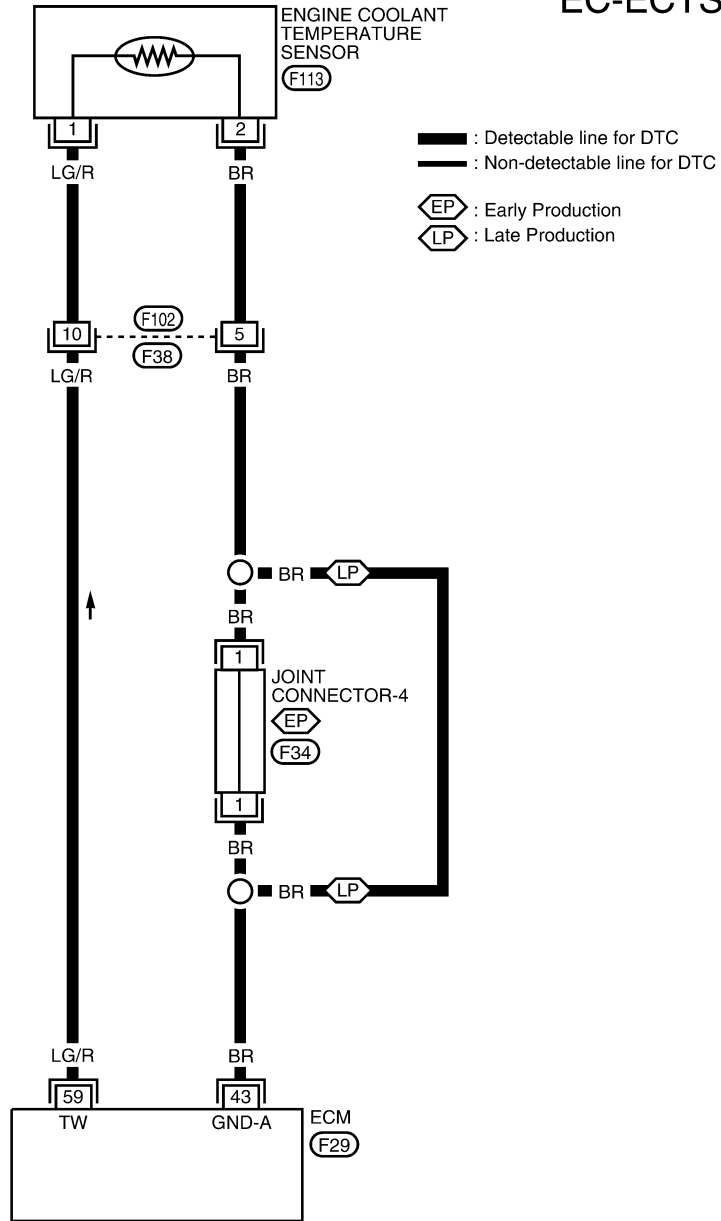 EC-ECTS
ENGINE COOLANT
TEMPERATURE
SENSOR
F113
1
2
LG/R
BR
: Detectable line for DTC
: Non-detectable line for DTC
EP : Early Production
LP : Late Production
10
F102
5
F38
LG/R
BR
BR
LP
BR
1
JOINT
CONNECTOR-4
EP
F34
1
BR
BR
LP
LG/R
BR
59
43
TW
GND-A
ECM
F29